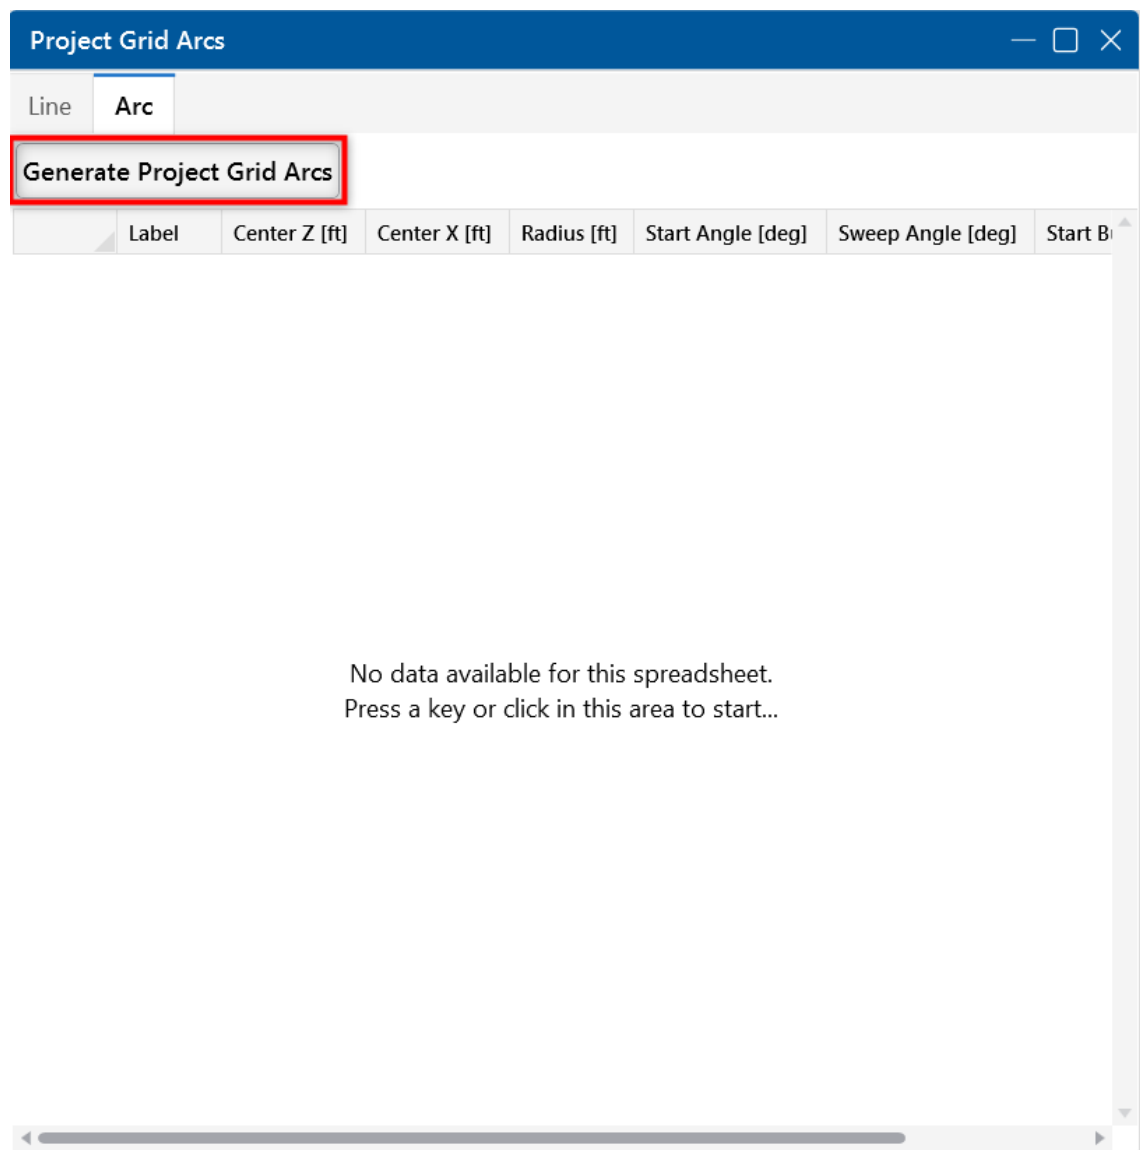 Project Grid Arcs
Line Arc
Generate Project Grid Arcs
Label Center Z [ft] Center X [ft] Radius [ft] Start Angle [deg] Sweep Angle [deg] Start
No data available for this spreadsheet.
Press a key or click in this area to start...